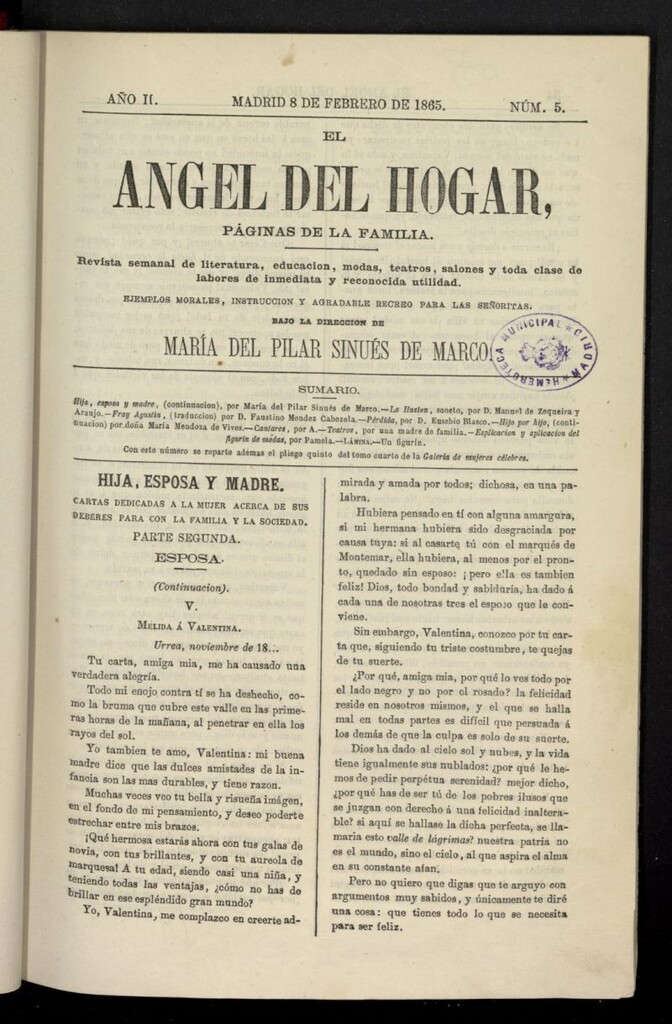 AÑO II.
MADRID 8 DE FEBRERO DE 1865.
NÚM. 5.
EL
ANGEL DEL HOGAR,
PÁGINAS DE LA FAMILIA.
Revista semanal de literatura, educacion, modas, teatros, salones y toda clase de
labores de inmediata y reconocida utilidad.
EJEMPLOS MORALES, INSTRUCCION Y AGRADABLE RECREO PARA LAS SEÑORITAS.
BAJO LA DIRECCION DE
MARÍA DEL PILAR SINUÉS DE MARCO.
HEMEROTECA MUNICIPAL MADRID
SUMARIO.
Hija, esposa y madre, (continuacion), por María del Pilar Sinués de Marco.—La Ilusion, soneto, por D. Manuel de Zequeira y
Araujo.—Fray Agustin, (traduccion) por D. Faustino Mendez Cabezola.—Pérdida, por D. Eusebio Blasco.—Hijo por hijo, (conti-
nuacion) por doña María Mendoza de Vives.—Cantares, por A.—Teatros, por una madre de familia.—Esplicacion y aplicacion del
figurin de modas, por Pamela.—LÁMINA.—Un figurin.
Con este número se reparte además el pliego quinto del tomo cuarto de la Galería de mujeres célebres.
HIJA, ESPOSA Y MADRE.
CARTAS DEDICADAS A LA MUJER ACERCA DE SUS
DEBERES PARA CON LA FAMILIA Y LA SOCIEDAD.
PARTE SEGUNDA.
ESPOSA.
(Continuacion).
V.
MELIDA Á VALENTINA.
Urrea, noviembre de 18...
Tu carta, amiga mia, me ha causado una
verdadera alegría.
Todo mi enojo contra tí se ha deshecho, co-
mo la bruma que cubre este valle en las prime-
ras horas de la mañana, al penetrar en ella los
rayos del sol.
Yo tambien te amo, Valentina: mi buena
madre dice que las dulces amistades de la in-
fancia son las mas durables, y tiene razon.
Muchas veces veo tu bella y risueña imágen,
en el fondo de mi pensamiento, y deseo poderte
estrechar entre mis brazos.
¡Qué hermosa estarás ahora con tus galas de
novia, con tus brillantes, y con tu aureola de
marquesa! A tu edad, siendo casi una niña, y
teniendo todas las ventajas, ¿cómo no has de
brillar en ese espléndido gran mundo?
Yo, Valentina, me complazco en creerte ad-
mirada y amada por todos; dichosa, en una pa-
labra.
Hubiera pensado en tí con alguna amargura,
si mi hermana hubiera sido desgraciada por
causa tuya: si al casarte tú con el marqués de
Montemar, ella hubiera, al menos por el pron-
to, quedado sin esposo: ¡pero ella es tambien
feliz! Dios, todo bondad y sabiduría, ha dado á
cada una de nosotras tres el esposo que le con-
viene.
Sin embargo, Valentina, conozco por tu car-
ta que, siguiendo tu triste costumbre, te quejas
de tu suerte.
¿Por qué, amiga mia, por qué lo ves todo por
el lado negro y no por el rosado? la felicidad
reside en nosotros mismos, y el que se halla
mal en todas partes es difícil que persuada á
los demás de que la culpa es solo de su suerte.
Dios ha dado al cielo sol y nubes, y la vida
tiene igualmente sus nublados: ¿por qué le he-
mos de pedir perpétua serenidad? mejor dicho,
¿por qué has de ser tú de los pobres ilusos que
se juzgan con derecho á una felicidad inaltera-
ble? si aquí se hallase la dicha perfecta, se lla-
maria esto valle de lágrimas? nuestra patria no
es el mundo, sino el cielo, al que aspira el alma
en su constante afan.
Pero no quiero que digas que te arguyo con
argumentos muy sabidos, y únicamente te diré
una cosa: que tienes todo lo que se necesita
para ser feliz.